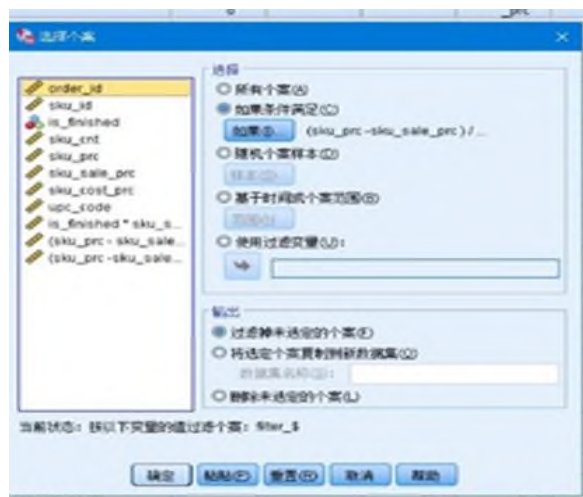 _prc
选择个案
order_id
sku_id
is_finished
sku_cnt
sku_prc
sku_sale_prc
sku_cost_prc
upc_code
is_finished * sku_s...
(sku_prc - sku_sale...
(sku_prc -sku_sale...
选择
所有个案(A)
如果条件满足(C)
如果(I)... (sku_prc -sku_sale_prc) / ...
随机个案样本(D)
样本(S)...
基于时间或个案范围(B)
范围(N)...
使用过滤变量(U):
输出
过滤掉未选定的个案(F)
将选定个案复制到新数据集(O)
数据集名称(S):
删除未选定的个案(L)
当前状态: 按以下变量的值过滤个案: filter_$
确定 粘贴(P) 重置(R) 取消 帮助